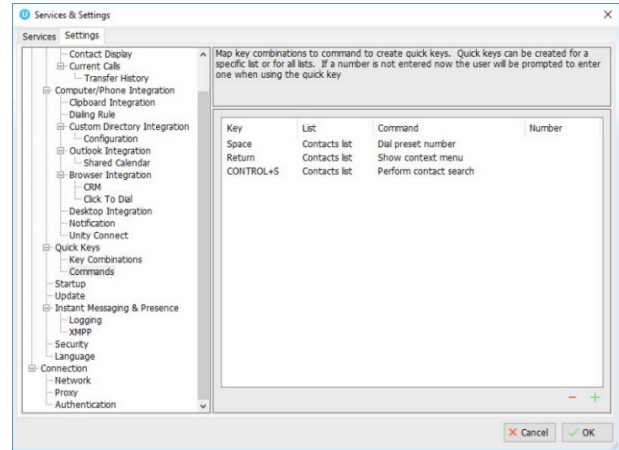 Services & Settings
Services Settings
Contact Display
Current Calls
Transfer History
Computer/Phone Integration
Clipboard Integration
Dialing Rule
Custom Directory Integration
Configuration
Outlook Integration
Shared Calendar
Browser Integration
CRM
Click To Dial
Desktop Integration
Notification
Unity Connect
Quick Keys
Key Combinations
Commands
Startup
Update
Instant Messaging & Presence
Logging
XMPP
Security
Language
Connection
Network
Proxy
Authentication
Map key combinations to command to create quick keys. Quick keys can be created for a
specific list or for all lists. If a number is not entered now the user will be prompted to enter
one when using the quick key
Key List Command Number
Space Contacts list Dial preset number
Return Contacts list Show context menu
CONTROL+S Contacts list Perform contact search
Cancel OK